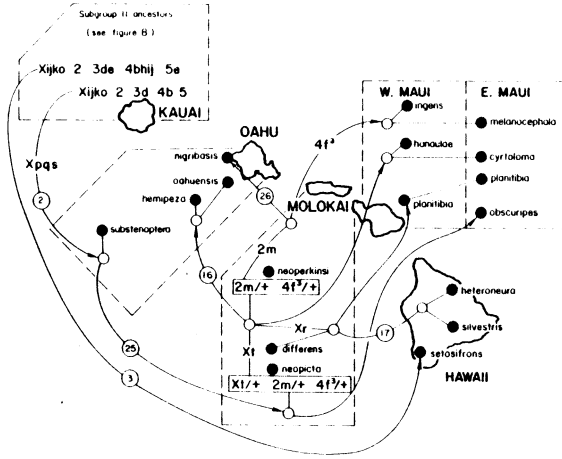 Subgroup II ancestors
(see figure 8)
Xijko 2 3de 4bhij 5e
Xijko 2 3d 4b 5
KAUAI
OAHU
W. MAUI
E. MAUI
ingens
melanocephala
4f³
nigribasis
hunaulae
cyrtoloma
Xpqs
oahuensis
planitibia
hemipeza
26
MOLOKAI
planitibia
2
obscuripes
substenoptera
2m
neoperkinsi
heteroneura
16
2m/+ 4f³/+
Xr
17
silvestris
25
Xt
differens
setosifrons
3
neopicta
HAWAII
Xt/+ 2m/+ 4f³/+